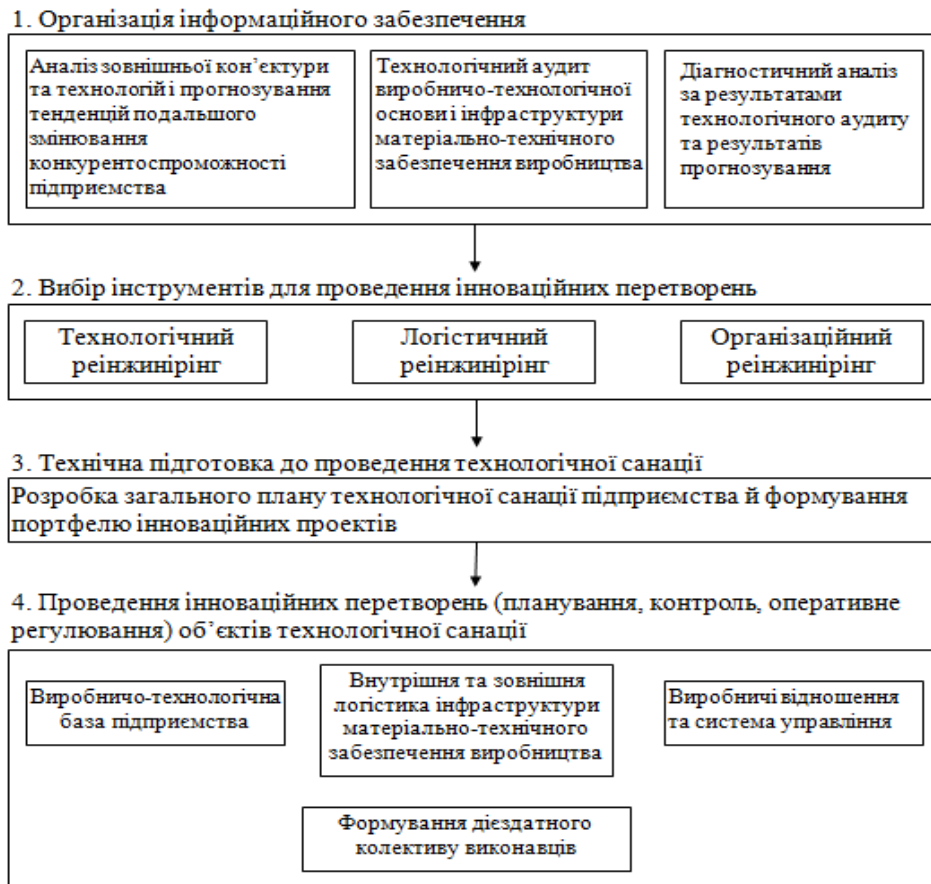 1. Організація інформаційного забезпечення
Аналіз зовнішньої кон’єктури
та технологій і прогнозування
тенденцій подальшого
змінювання
конкурентоспроможності
підприємства
Технологічний аудит
виробничо-технологічної
основи і інфраструктури
матеріально-технічного
забезпечення виробництва
Діагностичний аналіз
за результатами
технологічного аудиту
та результатів
прогнозування
2. Вибір інструментів для проведення інноваційних перетворень
Технологічний
реінжинірінг
Логістичний
реінжинірінг
Організаційний
реінжинірінг
3. Технічна підготовка до проведення технологічної санації
Розробка загального плану технологічної санації підприємства й формування
портфелю інноваційних проектів
4. Проведення інноваційних перетворень (планування, контроль, оперативне
регулювання) об’єктів технологічної санації
Виробничо-технологічна
база підприємства
Внутрішня та зовнішня
логістика інфраструктури
матеріально-технічного
забезпечення виробництва
Виробничі відношення
та система управління
Формування дієздатного
колективу виконавців